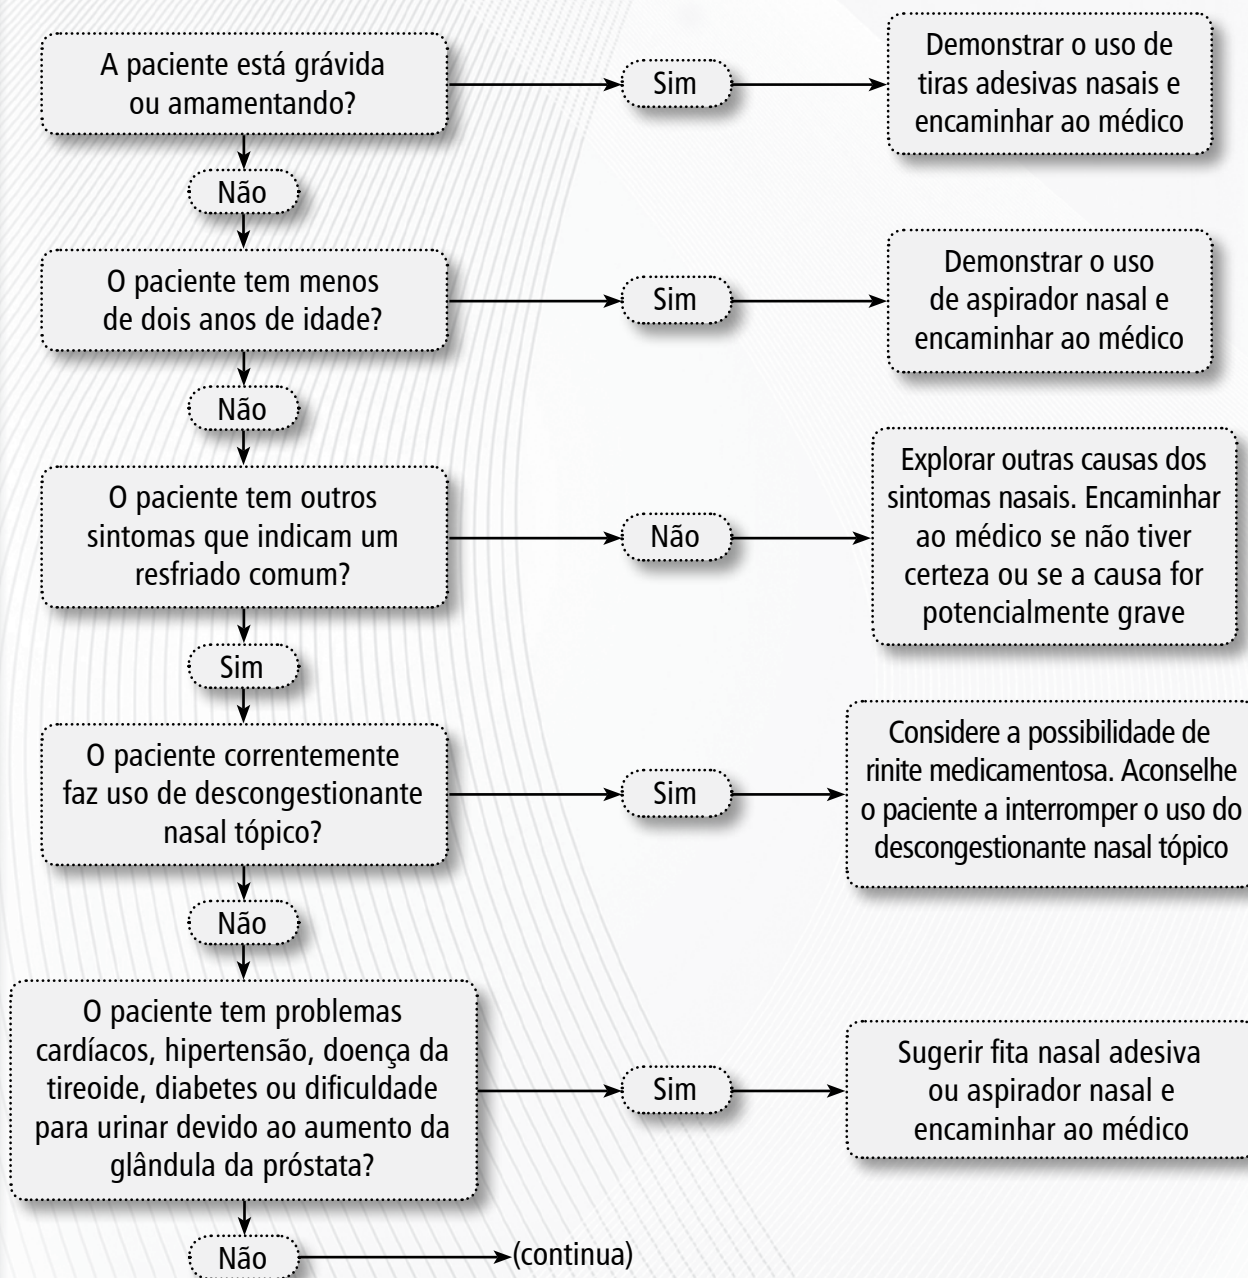 A paciente está grávida
ou amamentando?
Sim
Demonstrar o uso de
tiras adesivas nasais e
encaminhar ao médico
Não
O paciente tem menos
de dois anos de idade?
Sim
Demonstrar o uso
de aspirador nasal e
encaminhar ao médico
Não
O paciente tem outros
sintomas que indicam um
resfriado comum?
Não
Explorar outras causas dos
sintomas nasais. Encaminhar
ao médico se não tiver
certeza ou se a causa for
potencialmente grave
Sim
O paciente correntemente
faz uso de descongestionante
nasal tópico?
Sim
Considere a possibilidade de
rinite medicamentosa. Aconselhe
o paciente a interromper o uso do
descongestionante nasal tópico
Não
O paciente tem problemas
cardíacos, hipertensão, doença da
tireoide, diabetes ou dificuldade
para urinar devido ao aumento da
glândula da próstata?
Sim
Sugerir fita nasal adesiva
ou aspirador nasal e
encaminhar ao médico
Não
(continua)